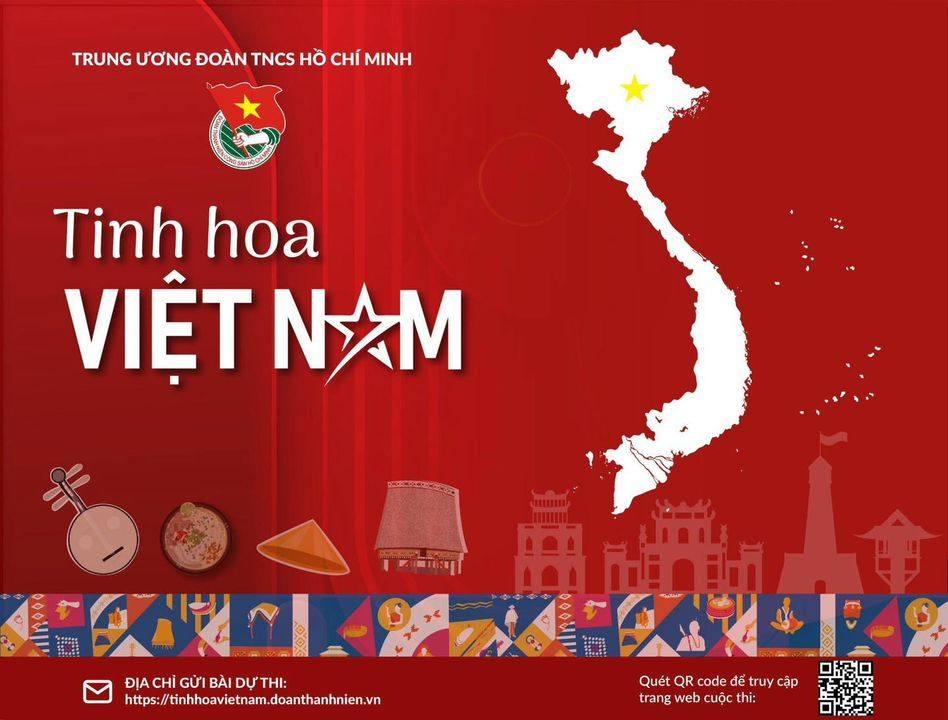 TRUNG ƯƠNG ĐOÀN TNCS HỒ CHÍ MINH
Tinh hoa
VIỆT NAM
ĐỊA CHỈ GỬI BÀI DỰ THI:
https://tinhhoavietnam.doanthanhnien.vn
Quét QR code để truy cập
trang web cuộc thi: